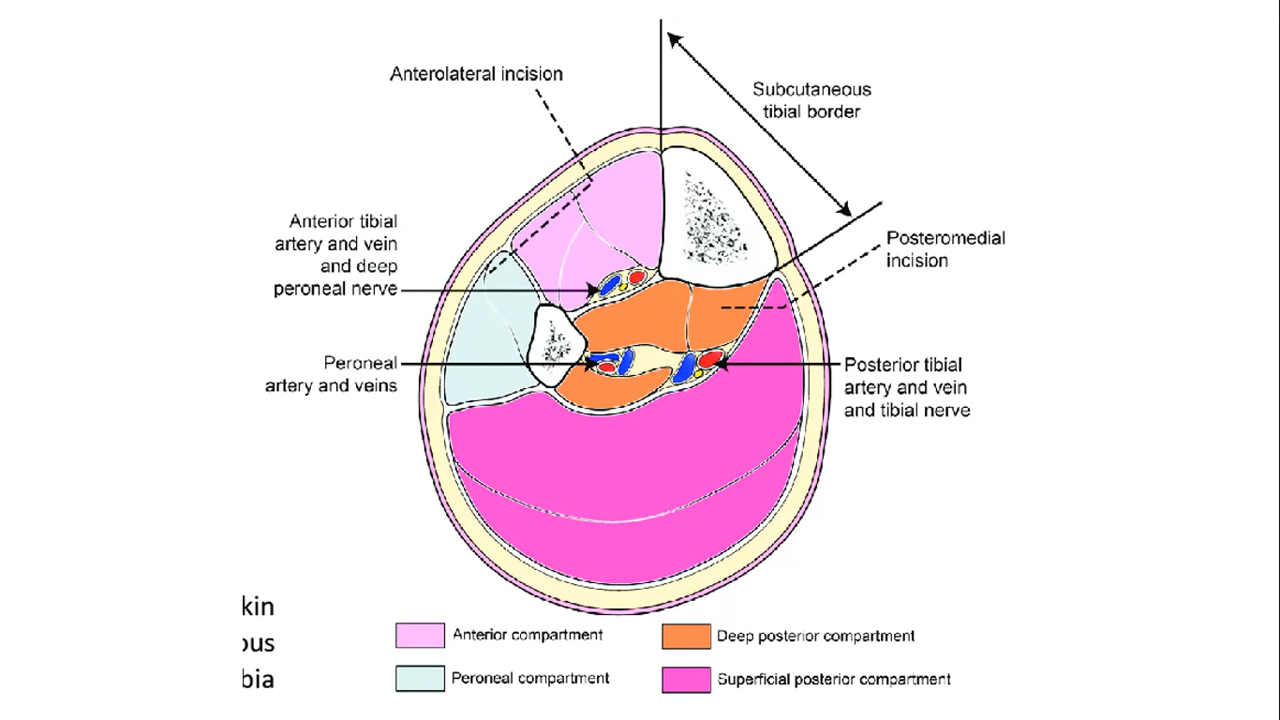 Anterolateral incision
Subcutaneous
tibial border
Anterior tibial
artery and vein
and deep
peroneal nerve
Posteromedial
incision
Peroneal
artery and veins
Posterior tibial
artery and vein
and tibial nerve
kin
ous
bia
Anterior compartment
Deep posterior compartment
Peroneal compartment
Superficial posterior compartment